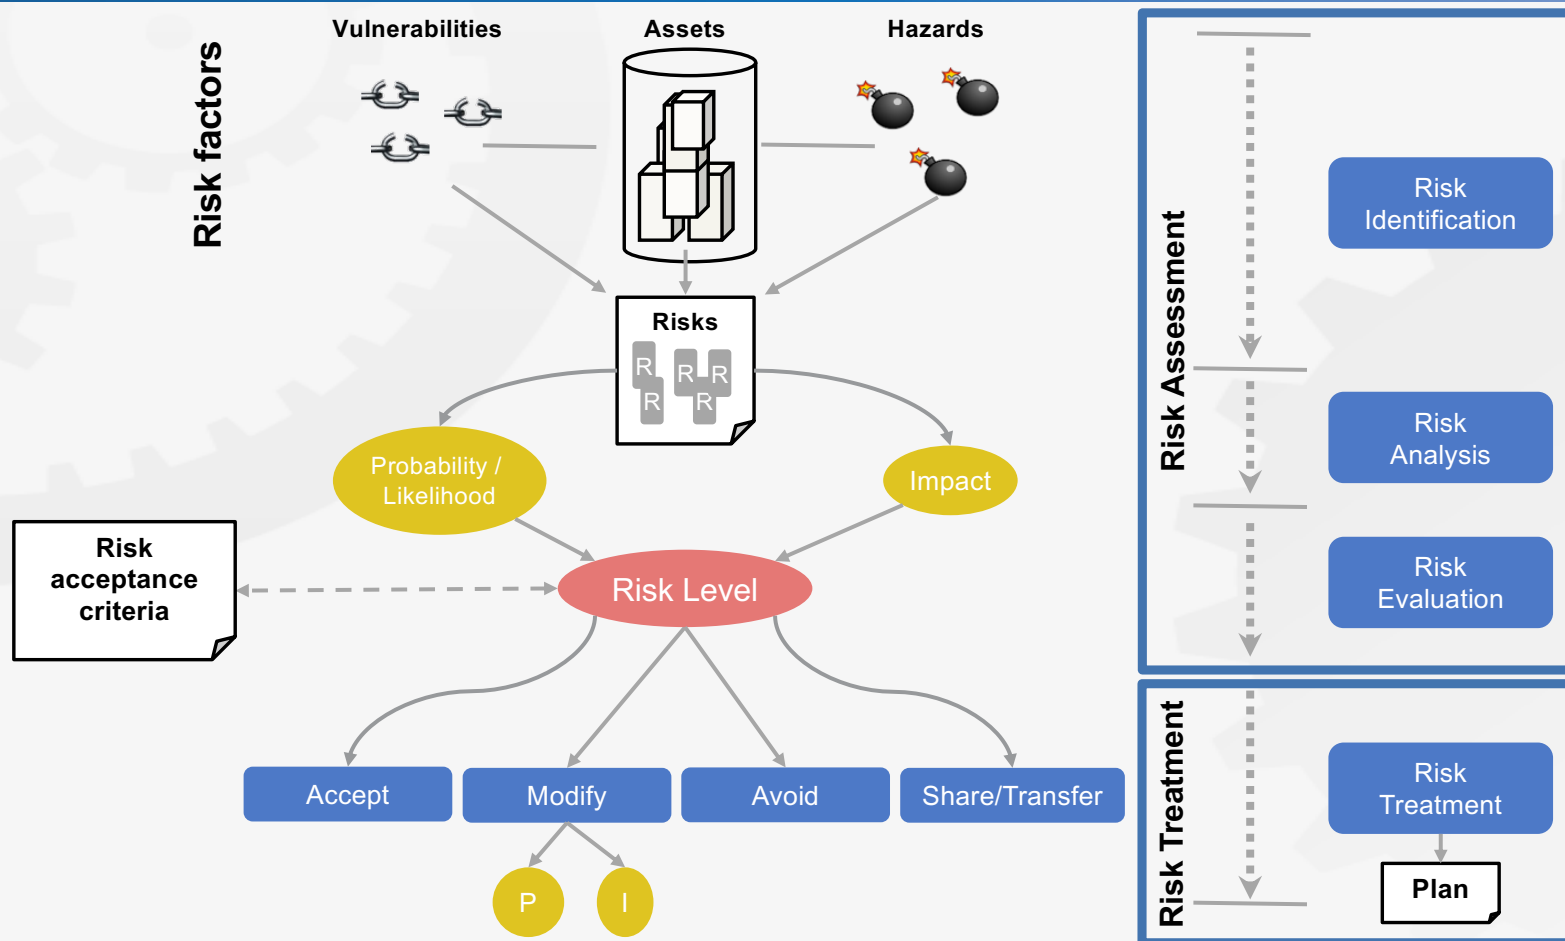 Vulnerabilities
Assets
Hazards
Risk factors
Risks
R
R
R
R
R
Probability /
Likelihood
Impact
Risk
acceptance
criteria
Risk Level
Accept
Modify
Avoid
Share/Transfer
P
I
Risk Assessment
Risk
Identification
Risk
Analysis
Risk
Evaluation
Risk Treatment
Risk
Treatment
Plan